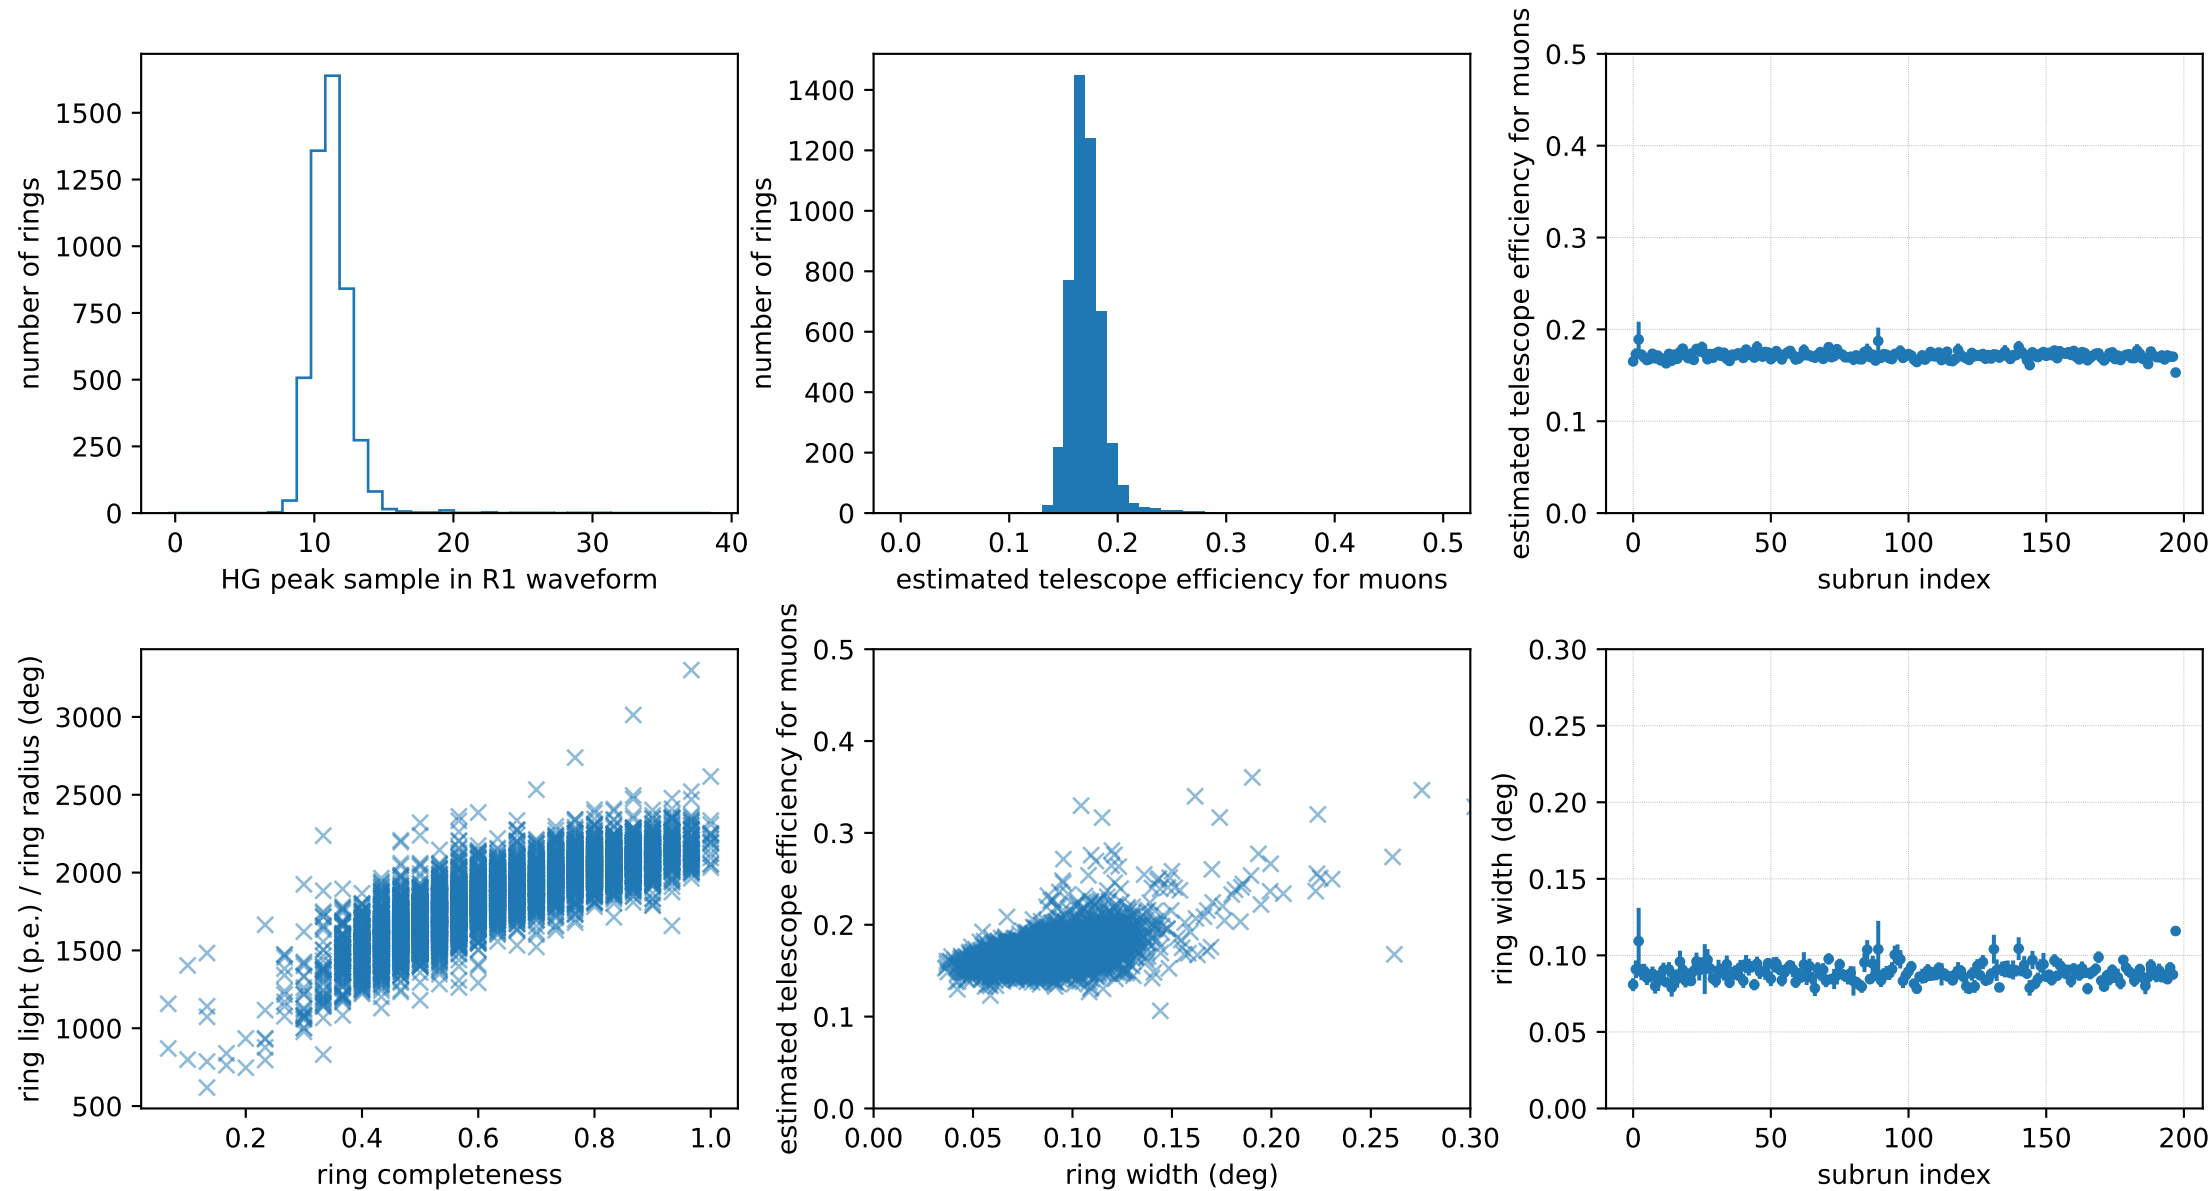 number of rings
1500
1250
1000
750
500
250
0
0 10 20 30 40
HG peak sample in R1 waveform
number of rings
1400
1200
1000
800
600
400
200
0
0.0 0.1 0.2 0.3 0.4 0.5
estimated telescope efficiency for muons
estimated telescope efficiency for muons
0.5
0.4
0.3
0.2
0.1
0.0
0 50 100 150 200
subrun index
ring light (p.e.) / ring radius (deg)
3000
2500
2000
1500
1000
500
0.2 0.4 0.6 0.8 1.0
ring completeness
estimated telescope efficiency for muons
0.5
0.4
0.3
0.2
0.1
0.0
0.00 0.05 0.10 0.15 0.20 0.25 0.30
ring width (deg)
ring width (deg)
0.30
0.25
0.20
0.15
0.10
0.05
0.00
0 50 100 150 200
subrun index